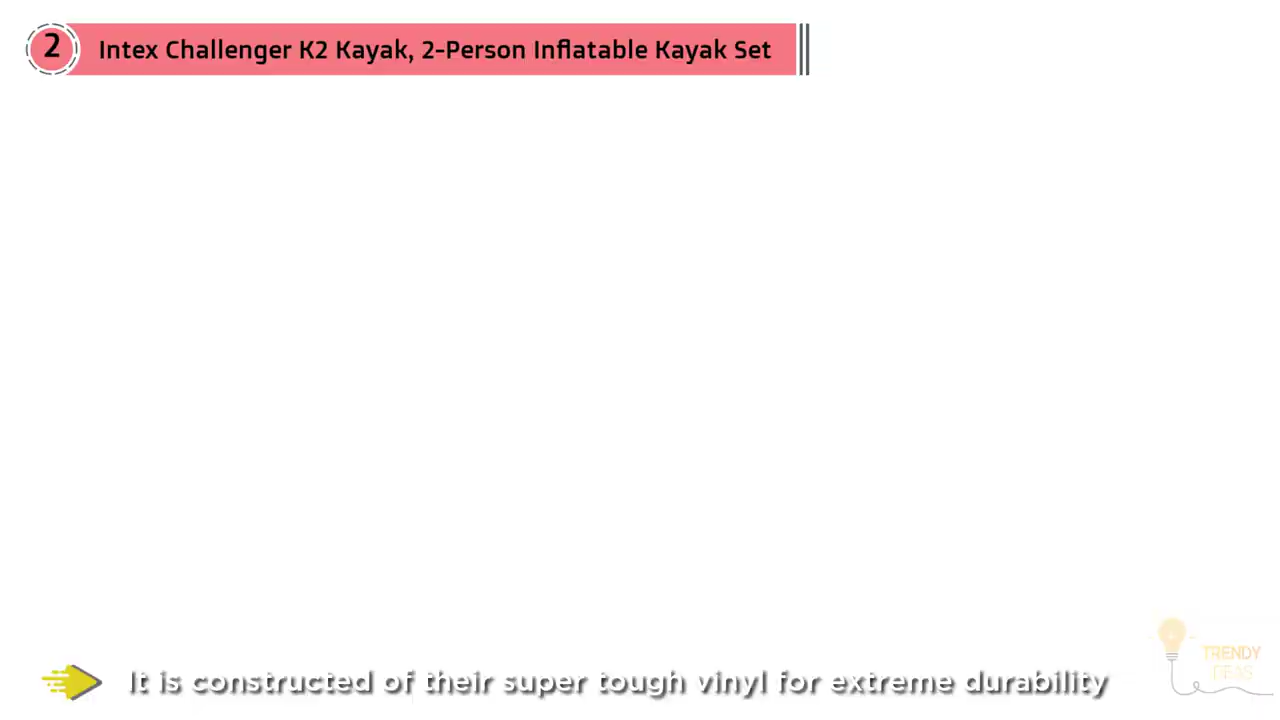 2
Intex Challenger K2 Kayak, 2-Person Inflatable Kayak Set
It is constructed of their super tough vinyl for extreme durability
TRENDY
IDEAS